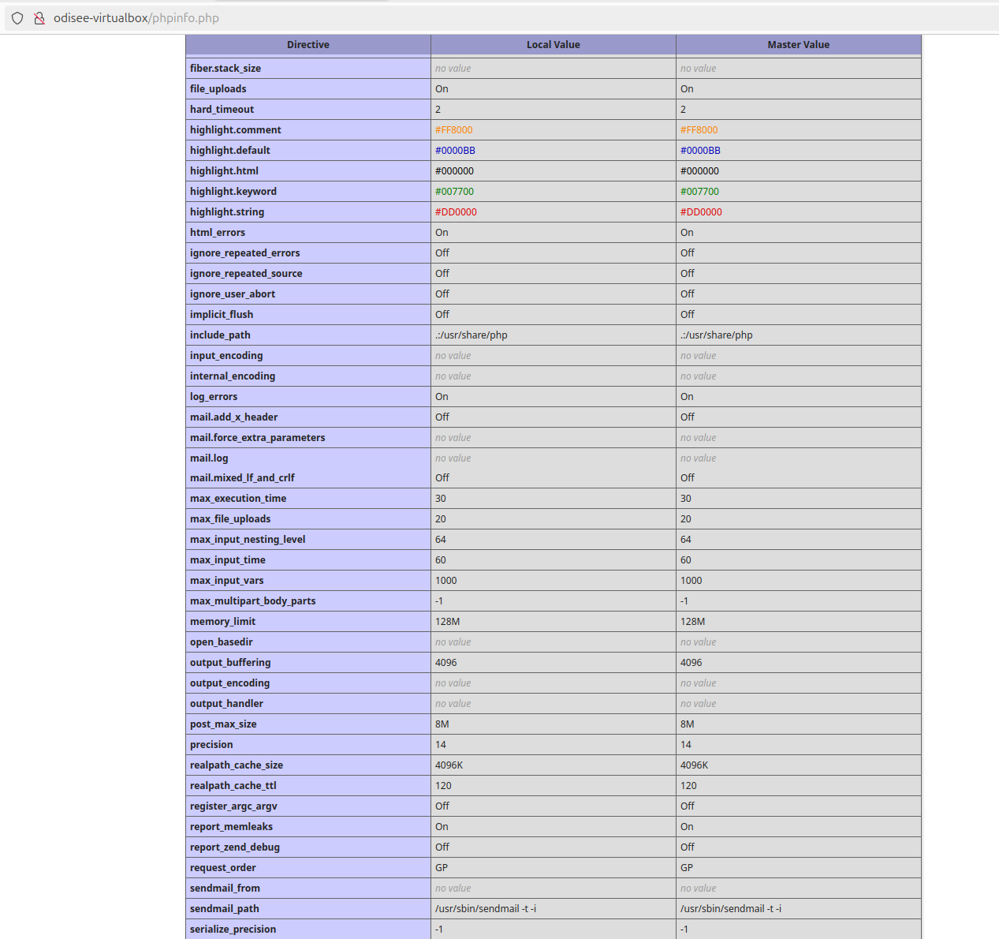 odisee-virtualbox/phpinfo.php
Directive Local Value Master Value
fiber.stack_size no value no value
file_uploads On On
hard_timeout 2 2
highlight.comment #FF8000 #FF8000
highlight.default #0000BB #0000BB
highlight.html #000000 #000000
highlight.keyword #007700 #007700
highlight.string #DD0000 #DD0000
html_errors On On
ignore_repeated_errors Off Off
ignore_repeated_source Off Off
ignore_user_abort Off Off
implicit_flush Off Off
include_path .:/usr/share/php .:/usr/share/php
input_encoding no value no value
internal_encoding no value no value
log_errors On On
mail.add_x_header Off Off
mail.force_extra_parameters no value no value
mail.log no value no value
mail.mixed_lf_and_crlf Off Off
max_execution_time 30 30
max_file_uploads 20 20
max_input_nesting_level 64 64
max_input_time 60 60
max_input_vars 1000 1000
max_multipart_body_parts -1 -1
memory_limit 128M 128M
open_basedir no value no value
output_buffering 4096 4096
output_encoding no value no value
output_handler no value no value
post_max_size 8M 8M
precision 14 14
realpath_cache_size 4096K 4096K
realpath_cache_ttl 120 120
register_argc_argv Off Off
report_memleaks On On
report_zend_debug Off Off
request_order GP GP
sendmail_from no value no value
sendmail_path /usr/sbin/sendmail -t -i /usr/sbin/sendmail -t -i
serialize_precision -1 -1